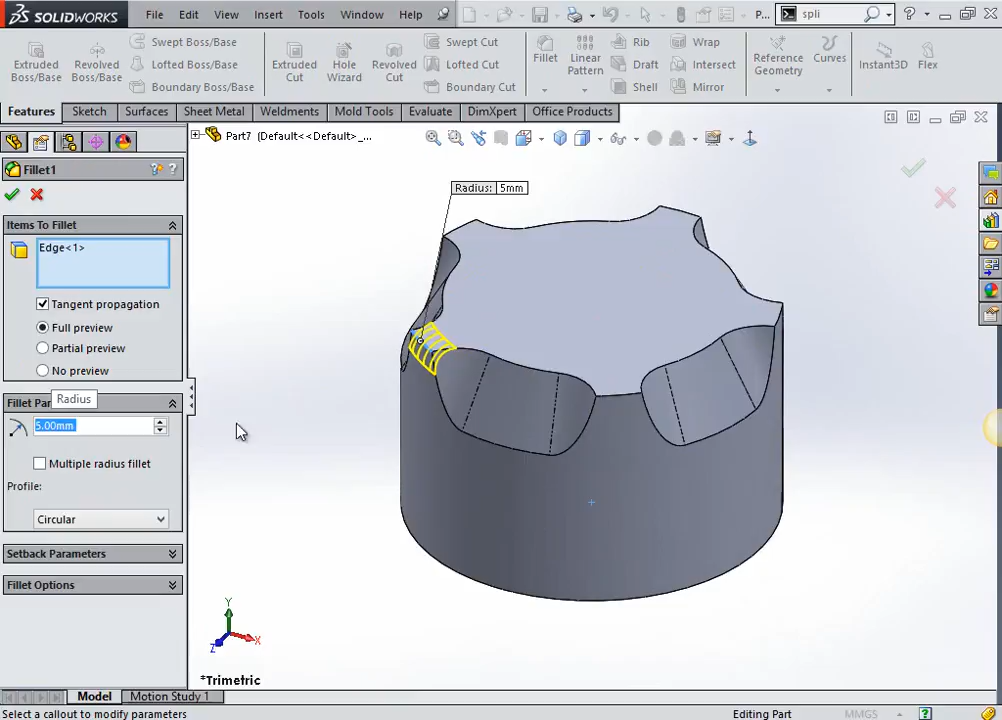 SOLIDWORKS File Edit View Insert Tools Window Help P... spli
Extruded Boss/Base
Revolved Boss/Base
Swept Boss/Base
Lofted Boss/Base
Boundary Boss/Base
Extruded Cut
Hole Wizard
Revolved Cut
Swept Cut
Lofted Cut
Boundary Cut
Fillet
Linear Pattern
Rib
Draft
Shell
Wrap
Intersect
Mirror
Reference Geometry
Curves
Instant3D
Flex
Features Sketch Surfaces Sheet Metal Weldments Mold Tools Evaluate DimXpert Office Products
Part7 (Default<<Default>_...
Fillet1
Items To Fillet
Edge<1>
Tangent propagation
Full preview
Partial preview
No preview
Radius
Fillet Par
5.00mm
Multiple radius fillet
Profile:
Circular
Setback Parameters
Fillet Options
Radius: 5mm
Y
X
Z
*Trimetric
Model Motion Study 1
Select a callout to modify parameters Editing Part MMGS